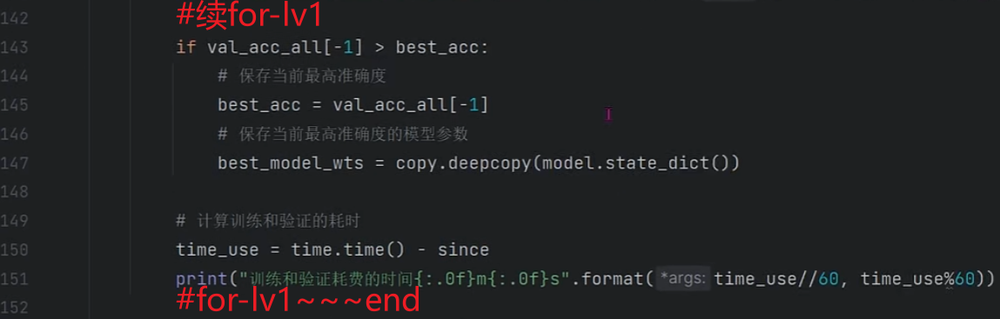 142
#续for-lv1
143 if val_acc_all[-1] > best_acc:
144 # 保存当前最高准确度
145 best_acc = val_acc_all[-1]
146 # 保存当前最高准确度的模型参数
147 best_model_wts = copy.deepcopy(model.state_dict())
148
149 # 计算训练和验证的耗时
150 time_use = time.time() - since
151 print("训练和验证耗费的时间{:.0f}m{:.0f}s".format( *args: time_use//60, time_use%60))
#for-lv1~~~end
152